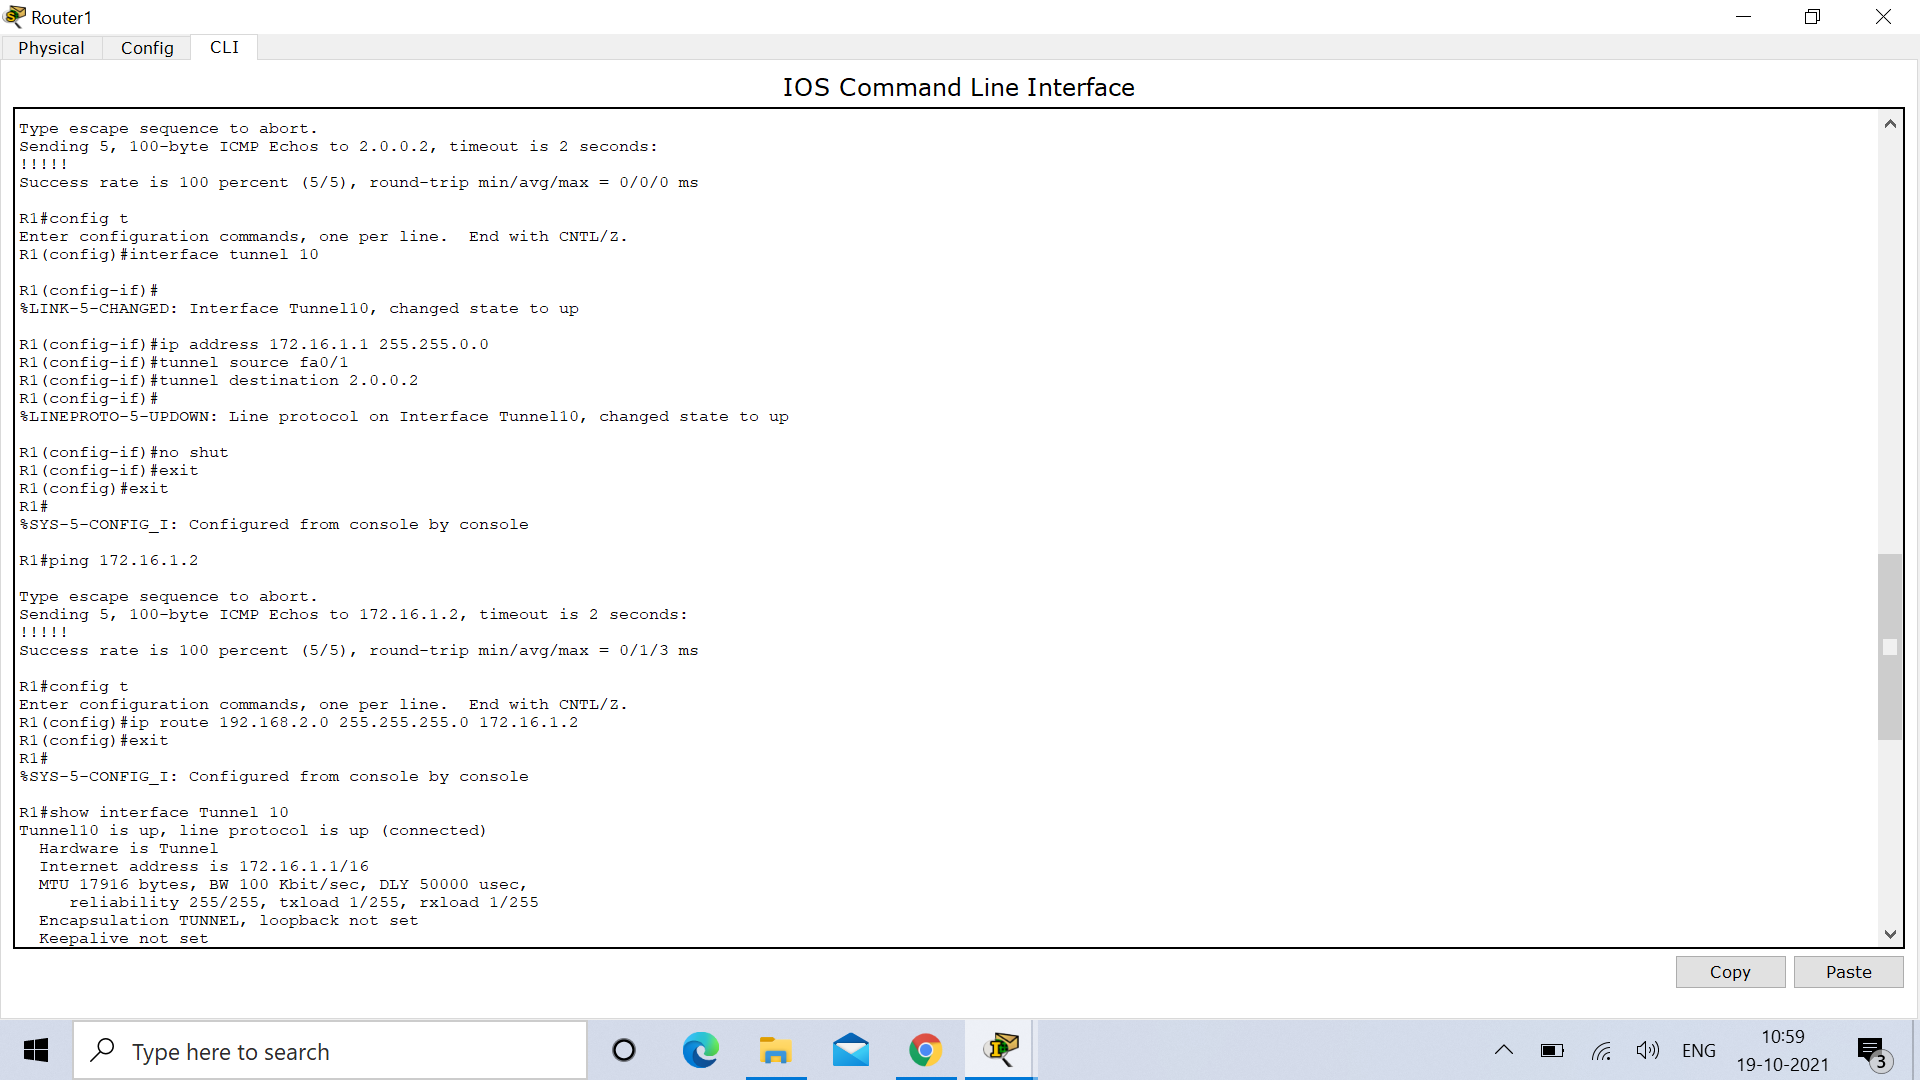 Router1
Physical Config CLI
IOS Command Line Interface
Type escape sequence to abort.
Sending 5, 100-byte ICMP Echos to 2.0.0.2, timeout is 2 seconds:
!!!!!
Success rate is 100 percent (5/5), round-trip min/avg/max = 0/0/0 ms
R1#config t
Enter configuration commands, one per line.  End with CNTL/Z.
R1(config)#interface tunnel 10
R1(config-if)#
%LINK-5-CHANGED: Interface Tunnel10, changed state to up
R1(config-if)#ip address 172.16.1.1 255.255.0.0
R1(config-if)#tunnel source fa0/1
R1(config-if)#tunnel destination 2.0.0.2
R1(config-if)#
%LINEPROTO-5-UPDOWN: Line protocol on Interface Tunnel10, changed state to up
R1(config-if)#no shut
R1(config-if)#exit
R1(config)#exit
R1#
%SYS-5-CONFIG_I: Configured from console by console
R1#ping 172.16.1.2
Type escape sequence to abort.
Sending 5, 100-byte ICMP Echos to 172.16.1.2, timeout is 2 seconds:
!!!!!
Success rate is 100 percent (5/5), round-trip min/avg/max = 0/1/3 ms
R1#config t
Enter configuration commands, one per line.  End with CNTL/Z.
R1(config)#ip route 192.168.2.0 255.255.255.0 172.16.1.2
R1(config)#exit
R1#
%SYS-5-CONFIG_I: Configured from console by console
R1#show interface Tunnel 10
Tunnel10 is up, line protocol is up (connected)
Hardware is Tunnel
Internet address is 172.16.1.1/16
MTU 17916 bytes, BW 100 Kbit/sec, DLY 50000 usec,
reliability 255/255, txload 1/255, rxload 1/255
Encapsulation TUNNEL, loopback not set
Keepalive not set
Copy Paste
Type here to search
ENG
10:59
19-10-2021
3